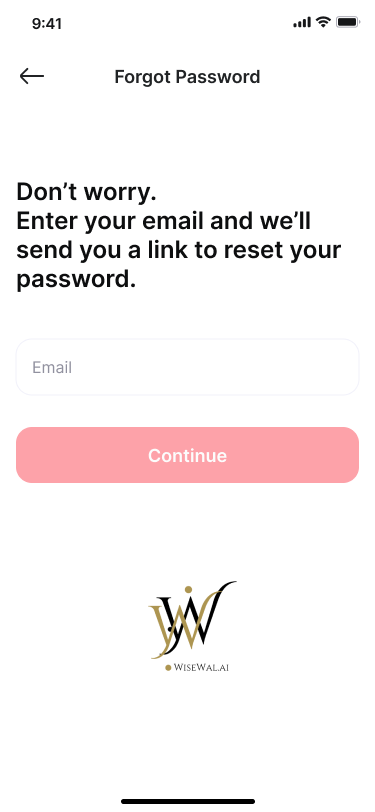 9:41
Forgot Password
Don’t worry.
Enter your email and we’ll
send you a link to reset your
password.
Email
Continue
W
WiseWal.ai